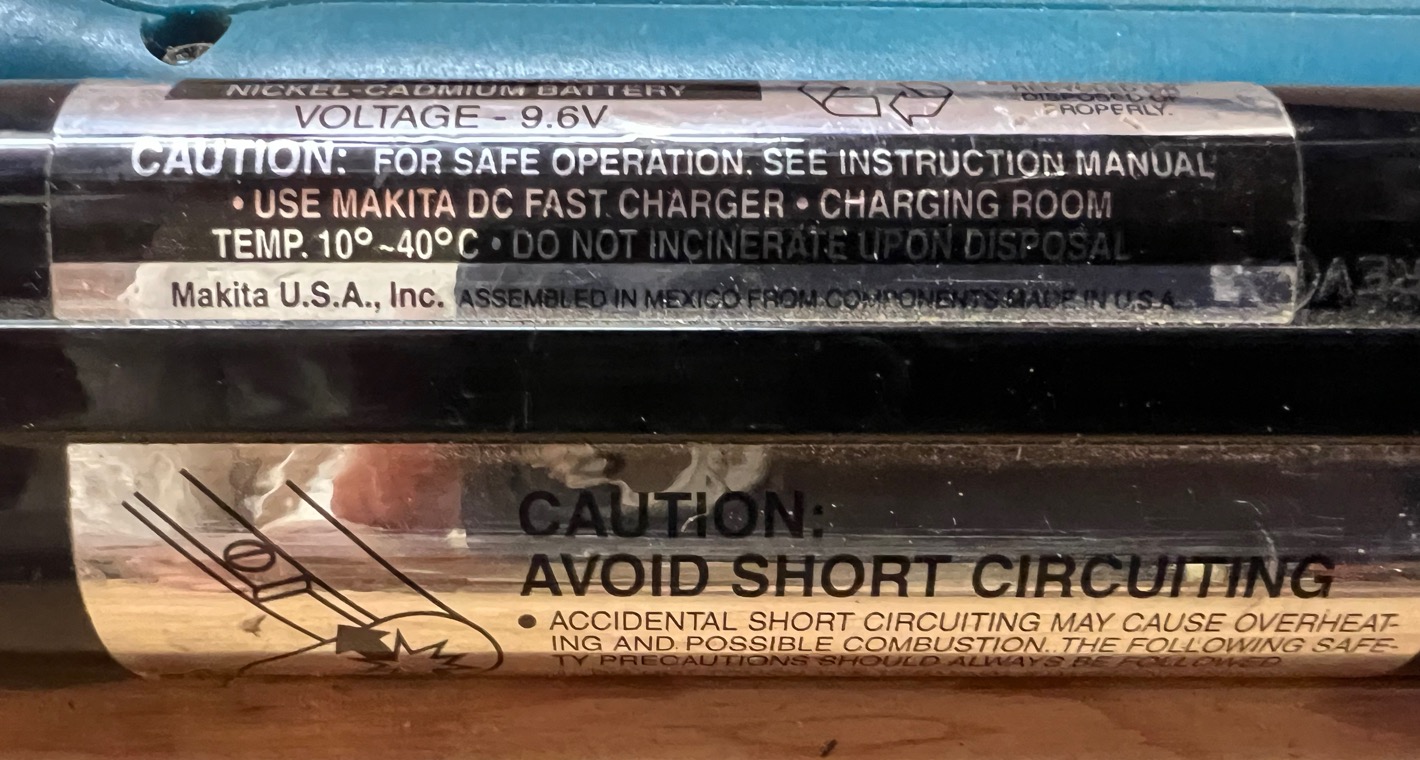 NICKEL-CADMIUM BATTERY
VOLTAGE - 9.6V
DISPOSED OF
PROPERLY.
CAUTION: FOR SAFE OPERATION, SEE INSTRUCTION MANUAL
• USE MAKITA DC FAST CHARGER • CHARGING ROOM
TEMP. 10°~40°C • DO NOT INCINERATE UPON DISPOSAL
Makita U.S.A., Inc. ASSEMBLED IN MEXICO FROM COMPONENTS MADE IN U.S.A.
CAUTION:
AVOID SHORT CIRCUITING
• ACCIDENTAL SHORT CIRCUITING MAY CAUSE OVERHEAT-
ING AND POSSIBLE COMBUSTION. THE FOLLOWING SAFE-
TY PRECAUTIONS SHOULD ALWAYS BE FOLLOWED